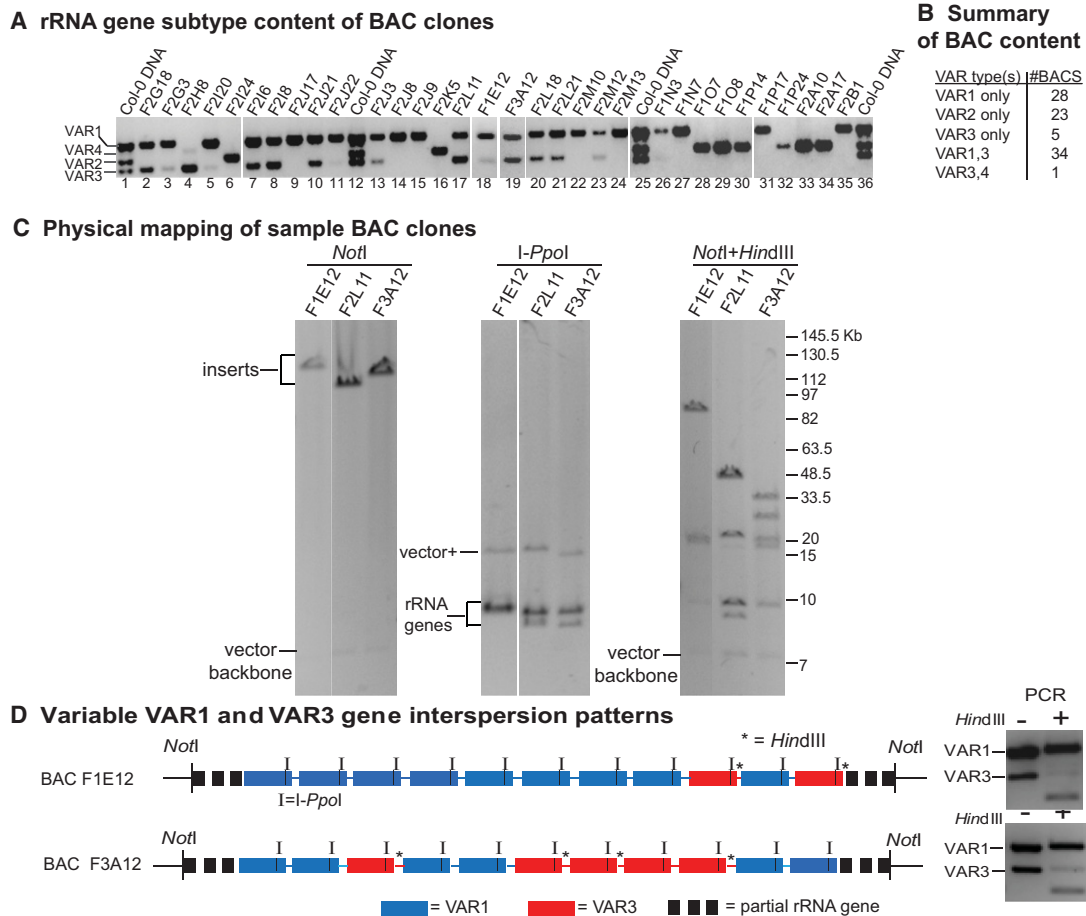 A rRNA gene subtype content of BAC clones
Col-0 DNA
F2G18
F2G3
F2H8
F2I20
F2I24
F2I6
F2I8
F2J17
F2J21
F2J22
Col-0 DNA
F2J3
F2J8
F2J9
F2K5
F2L11
F1E12
F3A12
F2L18
F2L21
F2M10
F2M12
F2M13
Col-0 DNA
F1N3
F1N7
F1O7
F1O8
F1P14
F1P17
F1P24
F2A10
F2A17
F2B1
Col-0 DNA
VAR1
VAR4
VAR2
VAR3
1 2 3 4 5 6 7 8 9 10 11 12 13 14 15 16 17 18 19 20 21 22 23 24 25 26 27 28 29 30 31 32 33 34 35 36
B Summary
of BAC content
VAR type(s) #BACS
VAR1 only 28
VAR2 only 23
VAR3 only 5
VAR1,3 34
VAR3,4 1
C Physical mapping of sample BAC clones
NotI
F1E12
F2L11
F3A12
I-PpoI
F1E12
F2L11
F3A12
NotI+HindIII
F1E12
F2L11
F3A12
inserts
vector
backbone
vector+
rRNA
genes
vector
backbone
145.5 Kb
130.5
112
97
82
63.5
48.5
33.5
20
15
10
7
D Variable VAR1 and VAR3 gene interspersion patterns
* = HindIII
NotI
NotI
BAC F1E12
I I I I I I I I I * I I *
I=I-PpoI
NotI
NotI
BAC F3A12
I I I * I I I * I * I I * I I
= VAR1
= VAR3
= partial rRNA gene
PCR
HindIII - +
VAR1
VAR3
HindIII - +
VAR1
VAR3